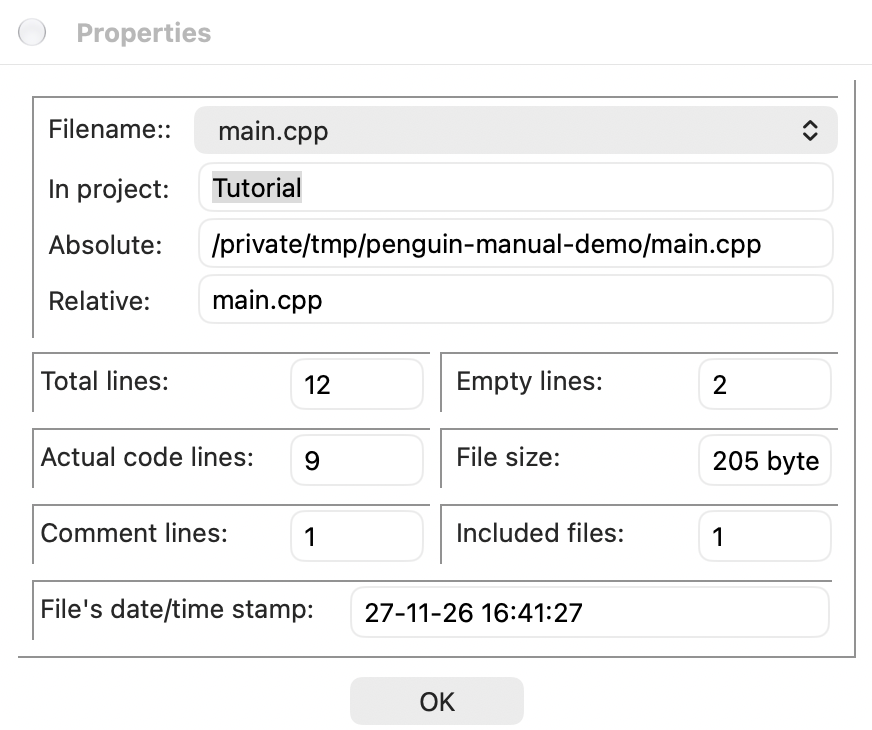 Properties
Filename:: main.cpp
In project: Tutorial
Absolute: /private/tmp/penguin-manual-demo/main.cpp
Relative: main.cpp
Total lines: 12 Empty lines: 2
Actual code lines: 9 File size: 205 byte
Comment lines: 1 Included files: 1
File's date/time stamp: 27-11-26 16:41:27
OK